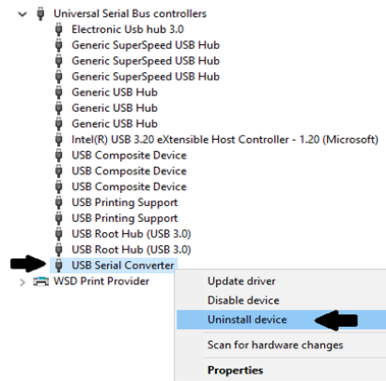 Universal Serial Bus controllers
Electronic Usb hub 3.0
Generic SuperSpeed USB Hub
Generic SuperSpeed USB Hub
Generic SuperSpeed USB Hub
Generic USB Hub
Generic USB Hub
Generic USB Hub
Intel(R) USB 3.20 eXtensible Host Controller - 1.20 (Microsoft)
USB Composite Device
USB Composite Device
USB Composite Device
USB Printing Support
USB Printing Support
USB Root Hub (USB 3.0)
USB Root Hub (USB 3.0)
USB Serial Converter
WSD Print Provider
Update driver
Disable device
Uninstall device
Scan for hardware changes
Properties